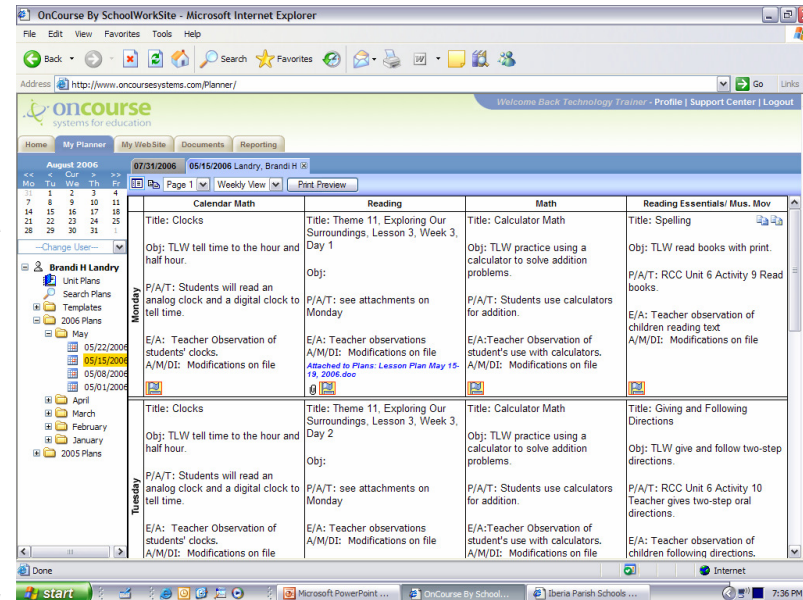 OnCourse By SchoolWorkSite - Microsoft Internet Explorer
File Edit View Favorites Tools Help
Back Search Favorites
Address http://www.oncoursesystems.com/Planner/ Go Links
oncourse
systems for education
Welcome Back Technology Trainer - Profile | Support Center | Logout
Home My Planner My WebSite Documents Reporting
August 2006
<< < Cur > >>
Mo Tu We Th Fr
31 1 2 3 4
7 8 9 10 11
14 15 16 17 18
21 22 23 24 25
28 29 30 31 1
--Change User--
Brandi H Landry
Unit Plans
Search Plans
Templates
2006 Plans
May
05/22/2006
05/15/2006
05/08/2006
05/01/2006
April
March
February
January
2005 Plans
07/31/2006 05/15/2006 Landry, Brandi H
Page 1 Weekly View Print Preview
Calendar Math Reading Math Reading Essentials/ Mus. Mov
Monday
Title: Clocks
Obj: TLW tell time to the hour and
half hour.
P/A/T: Students will read an
analog clock and a digital clock to
tell time.
E/A: Teacher Observation of
students' clocks.
A/M/DI: Modifications on file
Title: Theme 11, Exploring Our
Surroundings, Lesson 3, Week 3,
Day 1
Obj:
P/A/T: see attachments on
Monday
E/A: Teacher observations
A/M/DI: Modifications on file
Attached to Plans: Lesson Plan May 15-
19, 2006.doc
Title: Calculator Math
Obj: TLW practice using a
calculator to solve addition
problems.
P/A/T: Students use calculators
for addition.
E/A:Teacher Observation of
student's use with calculators.
A/M/DI: Modifications on file
Title: Spelling
Obj: TLW read books with print.
P/A/T: RCC Unit 6 Activity 9 Read
books.
E/A: Teacher observation of
children reading text
A/M/DI: Modifications on file
Tuesday
Title: Clocks
Obj: TLW tell time to the hour and
half hour.
P/A/T: Students will read an
analog clock and a digital clock to
tell time.
E/A: Teacher Observation of
students' clocks.
A/M/DI: Modifications on file
Title: Theme 11, Exploring Our
Surroundings, Lesson 3, Week 3,
Day 2
Obj:
P/A/T: see attachments on
Monday
E/A: Teacher observations
A/M/DI: Modifications on file
Title: Calculator Math
Obj: TLW practice using a
calculator to solve addition
problems.
P/A/T: Students use calculators
for addition.
E/A:Teacher Observation of
student's use with calculators.
A/M/DI: Modifications on file
Title: Giving and Following
Directions
Obj: TLW give and follow two-step
directions.
P/A/T: RCC Unit 6 Activity 10
Teacher gives two-step oral
directions.
E/A: Teacher observation of
children following directions.
Done Internet
start Microsoft PowerPoint ... OnCourse By School... Iberia Parish Schools ... 7:36 PM